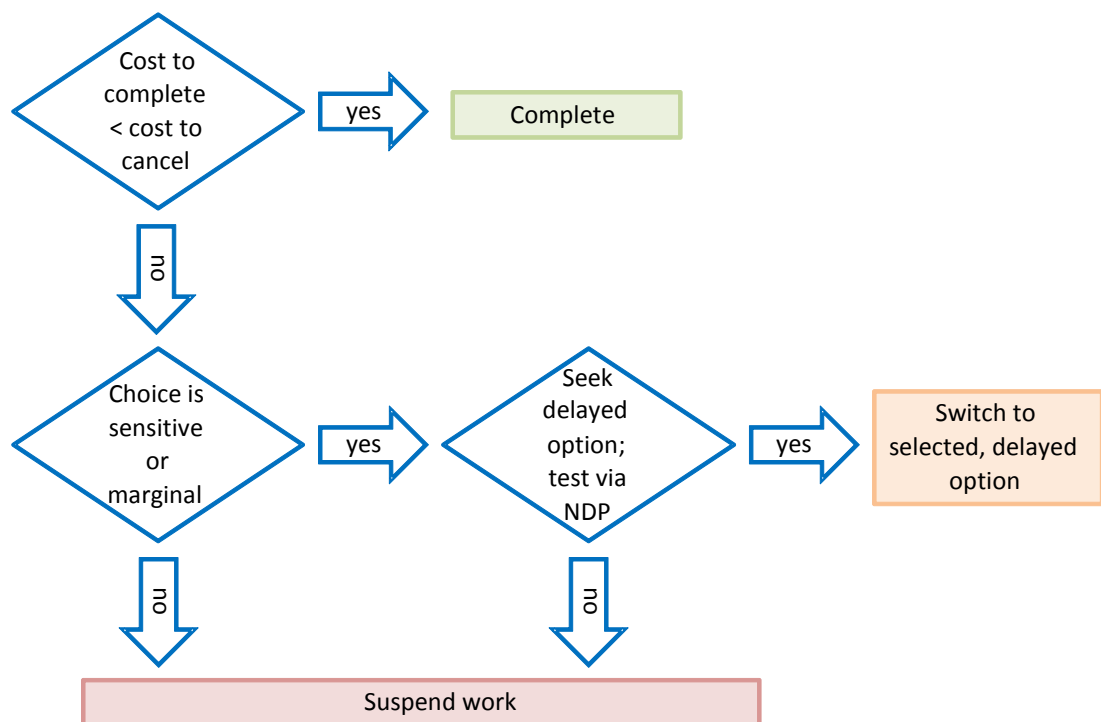 Cost to
complete
< cost to
cancel
yes
Complete
no
Choice is
sensitive
or
marginal
yes
Seek
delayed
option;
test via
NDP
yes
Switch to
selected, delayed
option
no
no
Suspend work